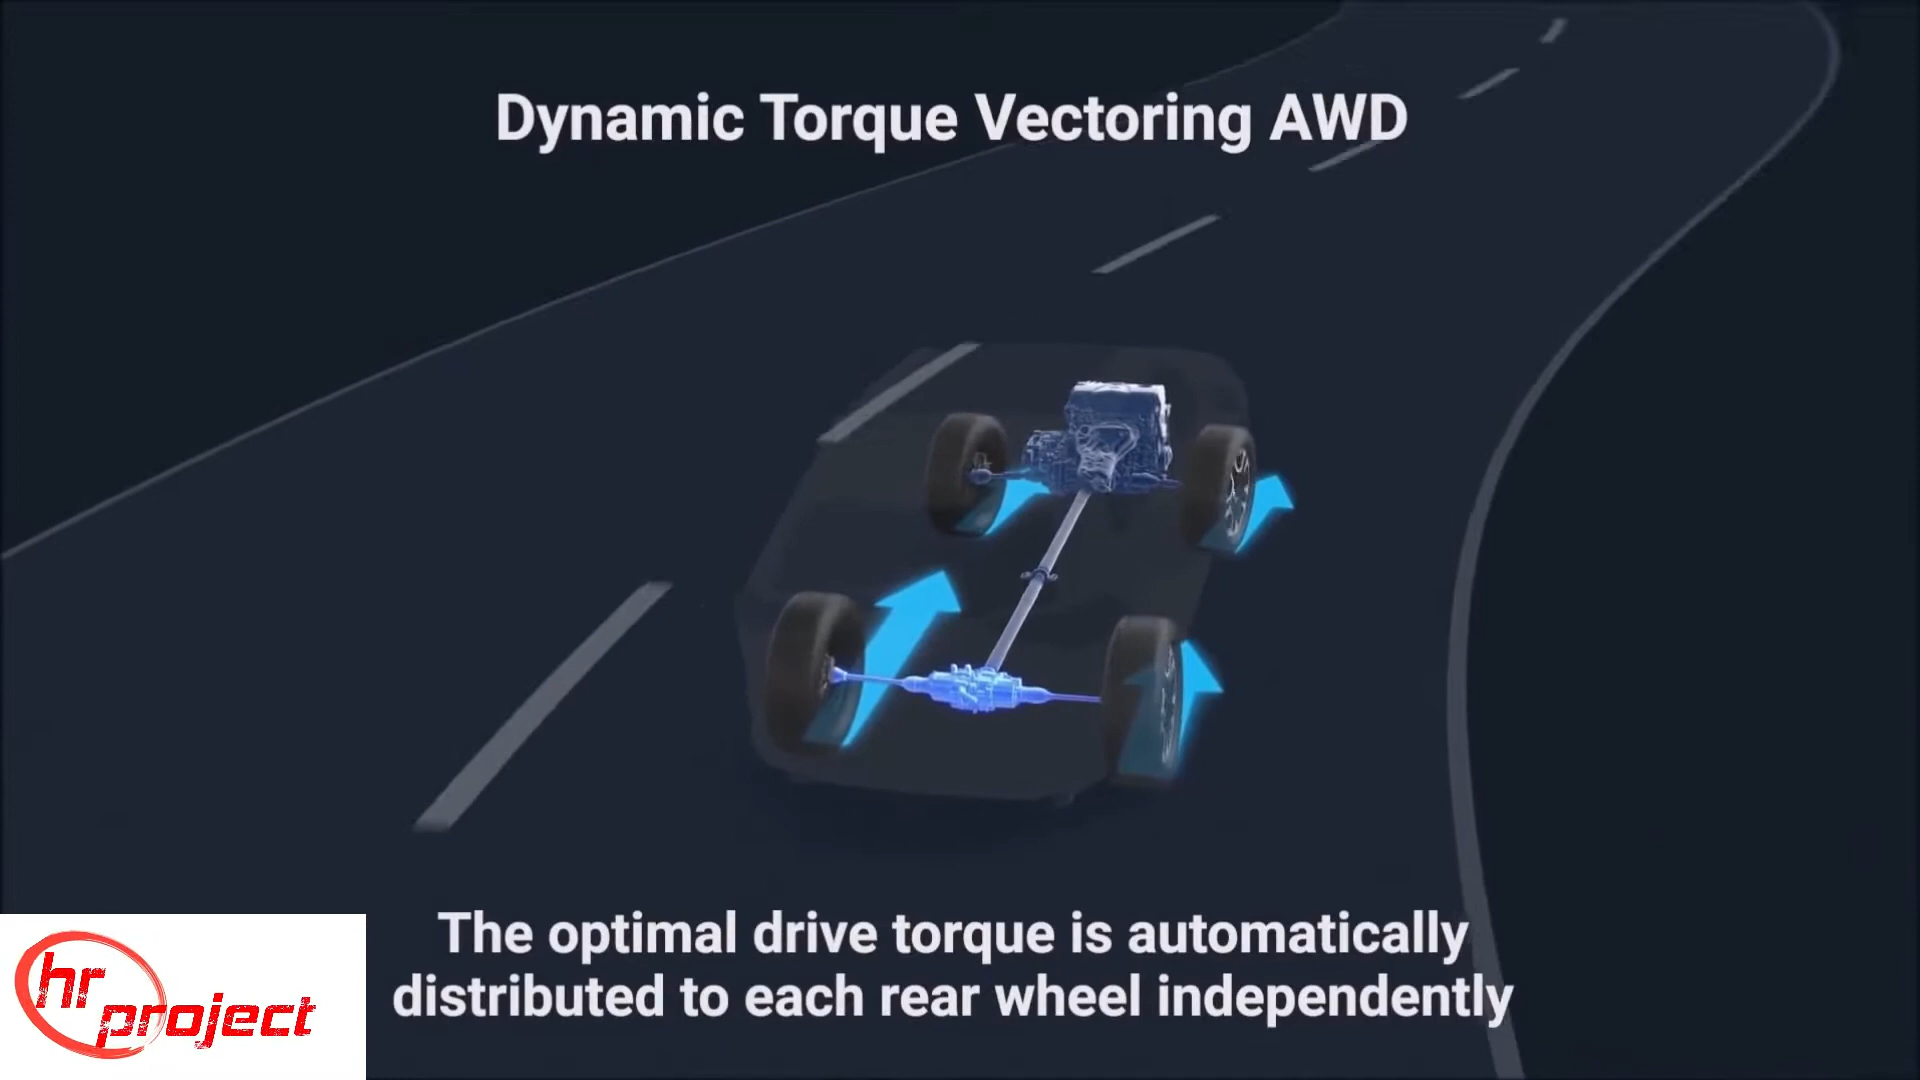 Dynamic Torque Vectoring AWD
The optimal drive torque is automatically
distributed to each rear wheel independently
hr
project